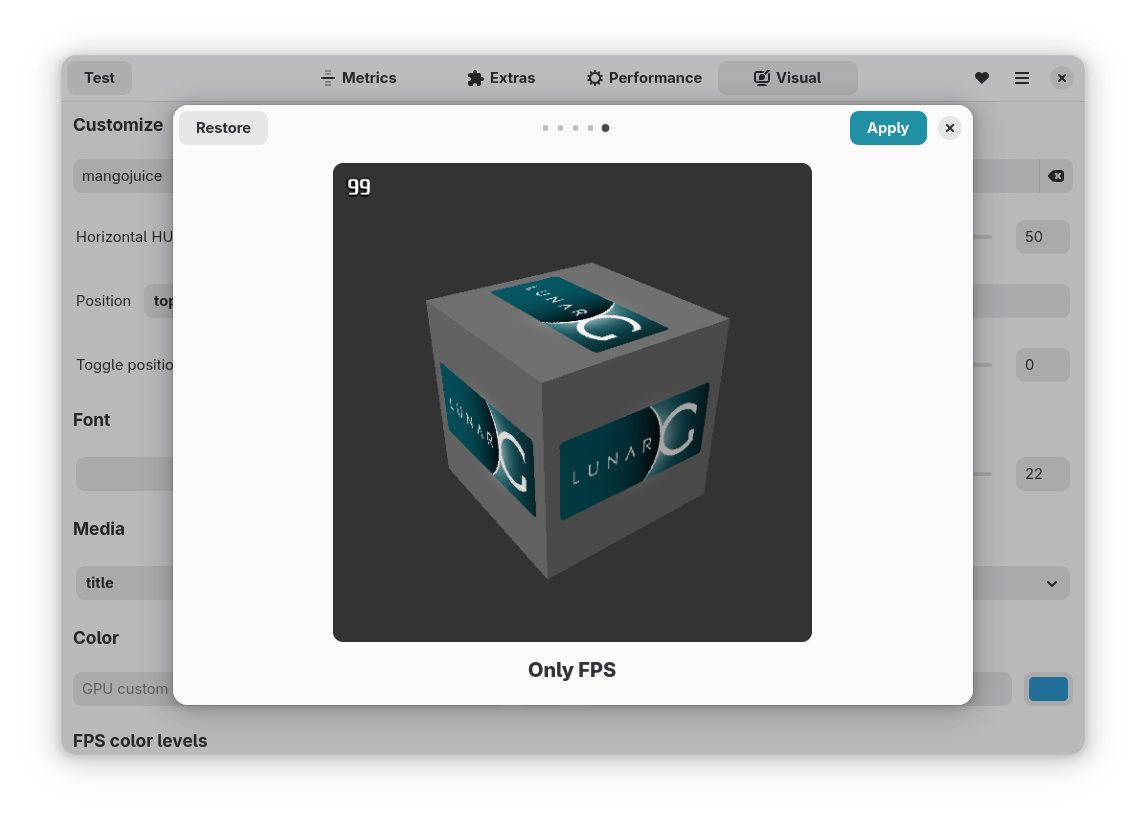 Test
Metrics
Extras
Performance
Visual
Customize
mangojuice
Horizontal HU
50
Position
top
Toggle positio
0
Font
22
Media
title
Color
GPU custom
FPS color levels
Restore
Apply
99
LUNAR G
LUNAR G
LUNAR G
Only FPS